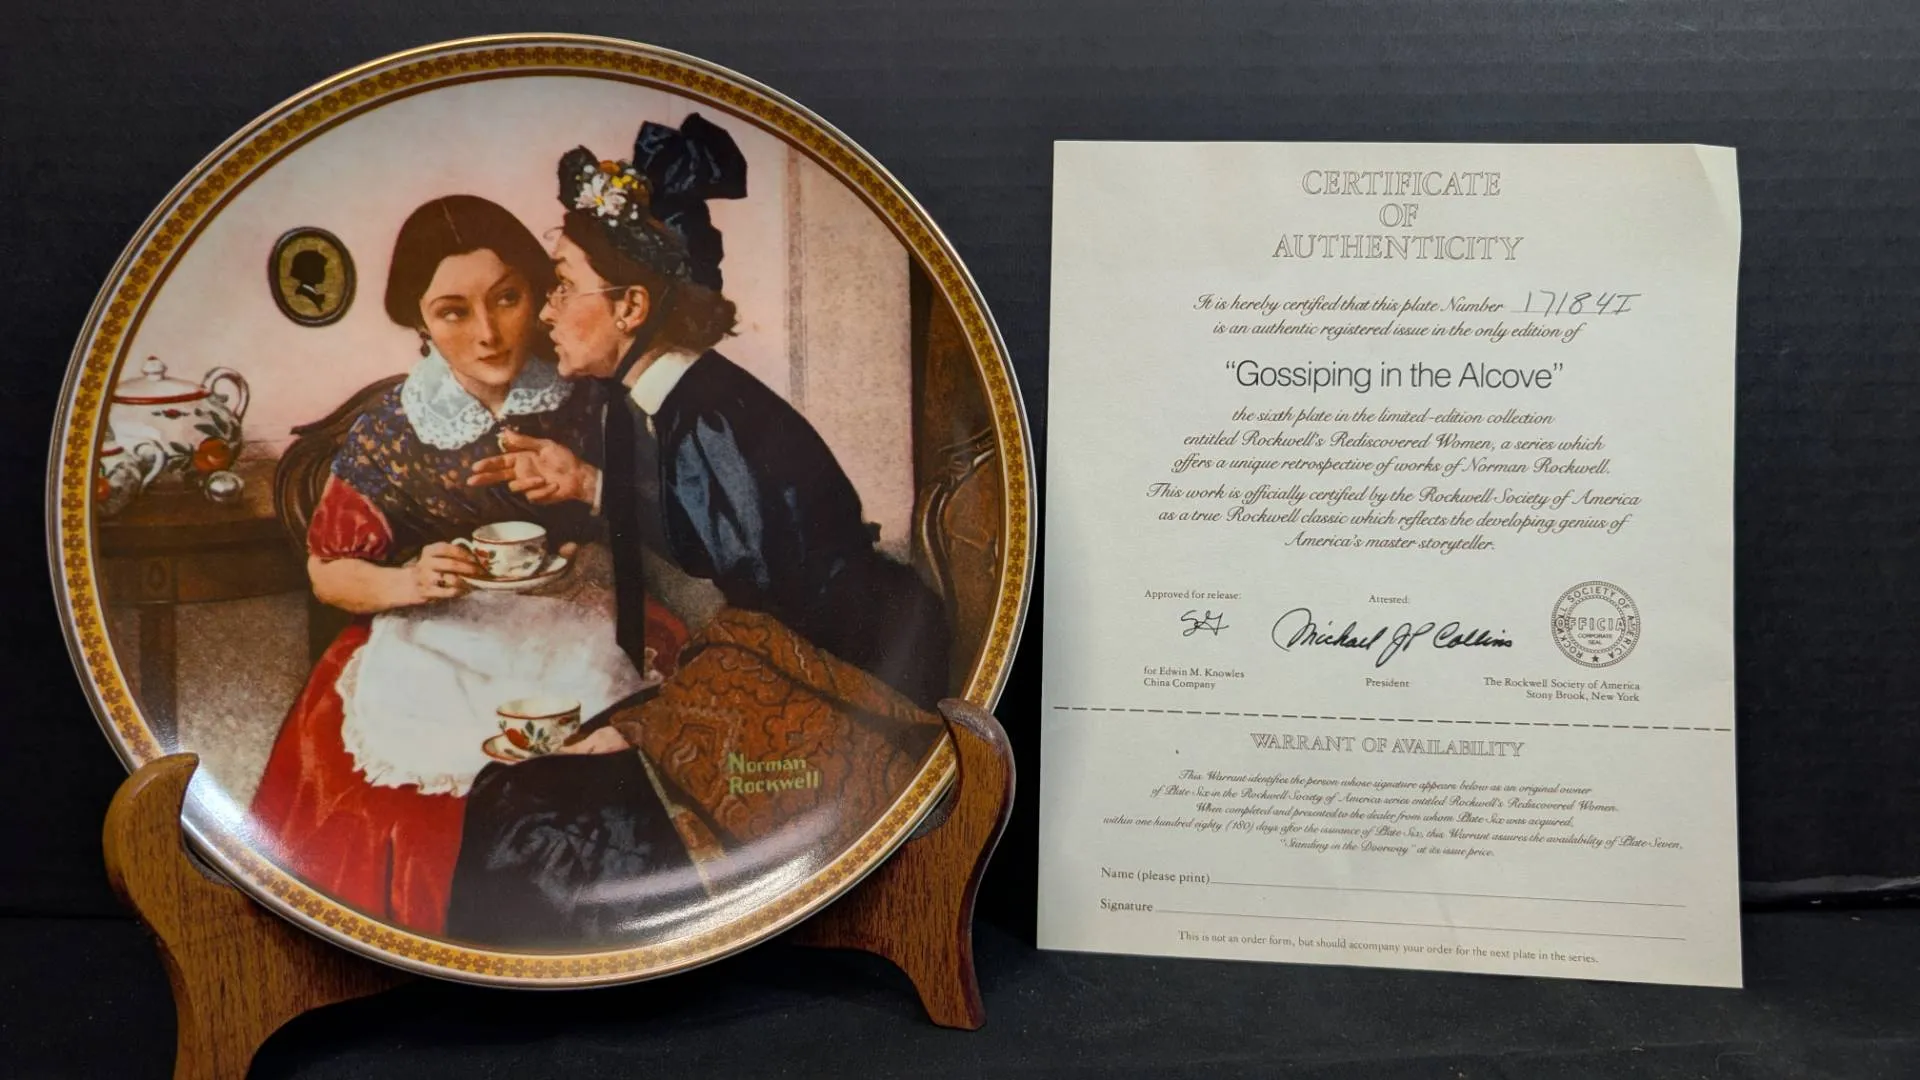 Norman
Rockwell
CERTIFICATE
OF
AUTHENTICITY
It is hereby certified that this plate Number 17184I
is an authentic registered issue in the only edition of
“Gossiping in the Alcove”
the sixth plate in the limited-edition collection
entitled Rockwell's Rediscovered Women, a series which
offers a unique retrospective of works of Norman Rockwell.
This work is officially certified by the Rockwell Society of America
as a true Rockwell classic which reflects the developing genius of
America's master storyteller.
Approved for release:
Attested:
Michael J P Collins
ROCKWELL SOCIETY OF AMERICA
OFFICIAL
CORPORATE
SEAL
for Edwin M. Knowles
China Company
President
The Rockwell Society of America
Stony Brook, New York
WARRANT OF AVAILABILITY
This Warrant identifies the person whose signature appears below as an original owner
of Plate Six in the Rockwell Society of America series entitled Rockwell's Rediscovered Women.
When completed and presented to the dealer from whom Plate Six was acquired,
within one hundred eighty (180) days after the issuance of Plate Six, this Warrant assures the availability of Plate Seven,
“Standing in the Doorway” at its issue price.
Name (please print)
Signature
This is not an order form, but should accompany your order for the next plate in the series.